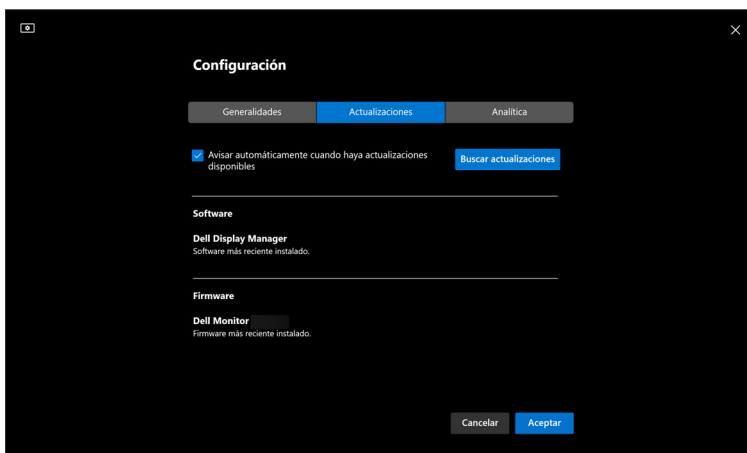 Configuración
Generalidades
Actualizaciones
Analítica
Avisar automáticamente cuando haya actualizaciones
disponibles
Buscar actualizaciones
Software
Dell Display Manager
Software más reciente instalado.
Firmware
Dell Monitor
Firmware más reciente instalado.
Cancelar
Aceptar